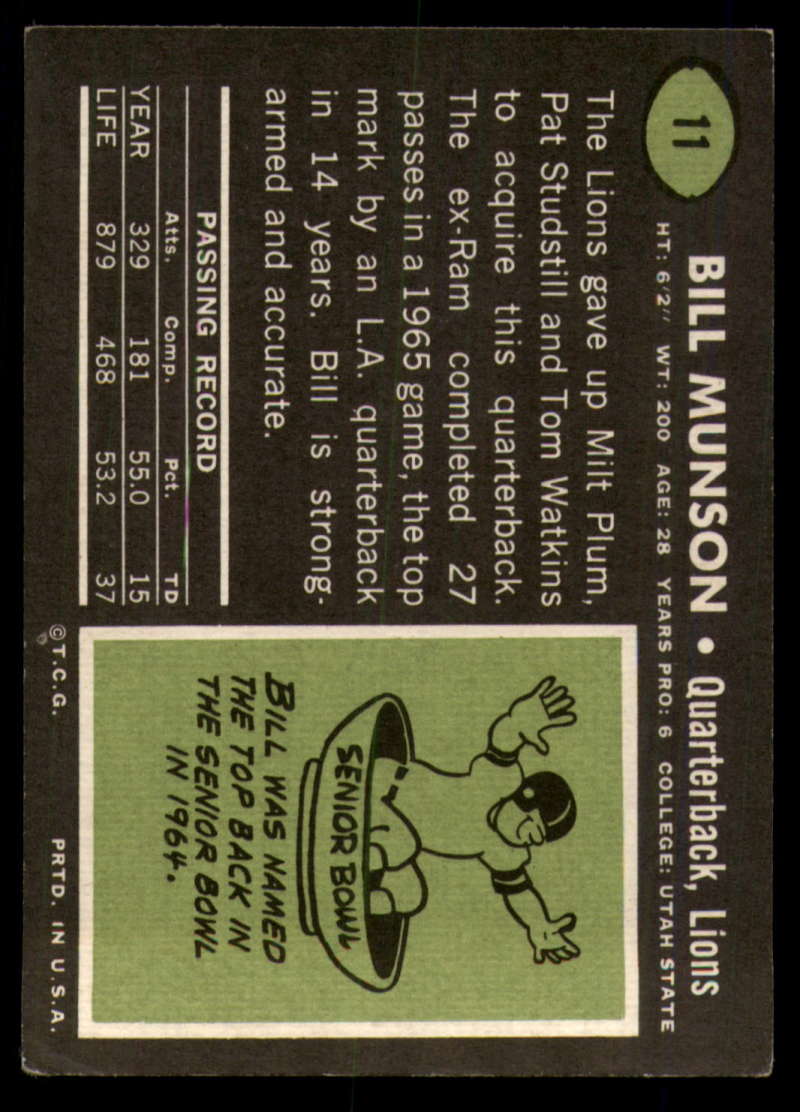 11
BILL MUNSON • Quarterback, Lions
HT: 6'2'' WT: 200 AGE: 28 YEARS PRO: 6 COLLEGE: UTAH STATE
The Lions gave up Milt Plum,
Pat Studstill and Tom Watkins
to acquire this quarterback.
The ex-Ram completed 27
passes in a 1965 game, the top
mark by an L.A. quarterback
in 14 years. Bill is strong-
armed and accurate.
PASSING RECORD
Atts. Comp. Pct. TD
YEAR 329 181 55.0 15
LIFE 879 468 53.2 37
SENIOR BOWL
BILL WAS NAMED
THE TOP BACK IN
THE SENIOR BOWL
IN 1964.
© T.C.G. PRTD. IN U.S.A.